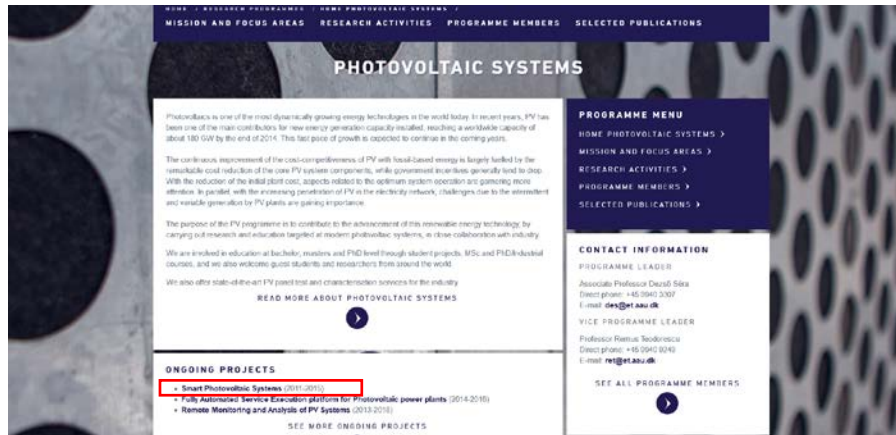 HOME / RESEARCH PROGRAMMES / HOME PHOTOVOLTAIC SYSTEMS /
MISSION AND FOCUS AREAS RESEARCH ACTIVITIES PROGRAMME MEMBERS SELECTED PUBLICATIONS
PHOTOVOLTAIC SYSTEMS
Photovoltaics is one of the most dynamically growing energy technologies in the world today. In recent years, PV has
been one of the main contributors for new energy generation capacity installed, reaching a worldwide capacity of
about 180 GW by the end of 2014. This fast pace of growth is expected to continue in the coming years.
The continuous improvement of the cost-competitiveness of PV with fossil-based energy is largely fuelled by the
remarkable cost reduction of the core PV system components, while government incentives generally tend to drop.
With the reduction of the initial plant cost, aspects related to the optimum system operation are garnering more
attention. In parallel, with the increasing penetration of PV in the electricity network, challenges due to the intermittent
and variable generation by PV plants are gaining importance.
The purpose of the PV programme is to contribute to the advancement of this renewable energy technology, by
carrying out research and education targeted at modern photovoltaic systems, in close collaboration with industry.
We are involved in education at bachelor, masters and PhD level through student projects, MSc and PhD/Industrial
courses, and we also welcome guest students and researchers from around the world.
We also offer state-of-the-art PV panel test and characterisation services for the industry.
READ MORE ABOUT PHOTOVOLTAIC SYSTEMS
ONGOING PROJECTS
Smart Photovoltaic Systems (2011-2015)
Fully Automated Service Execution platform for Photovoltaic power plants (2014-2016)
Remote Monitoring and Analysis of PV Systems
SEE MORE ONGOING PROJECTS
PROGRAMME MENU
HOME PHOTOVOLTAIC SYSTEMS >
MISSION AND FOCUS AREAS >
RESEARCH ACTIVITIES >
PROGRAMME MEMBERS >
SELECTED PUBLICATIONS >
CONTACT INFORMATION
PROGRAMME LEADER
Associate Professor Dezső Séra
Direct phone: +45 9940
E-mail: des@et.aau.dk
VICE PROGRAMME LEADER
Professor Remus Teodorescu
Direct phone: +45 9940
E-mail: ret@et.aau.dk
SEE ALL PROGRAMME MEMBERS